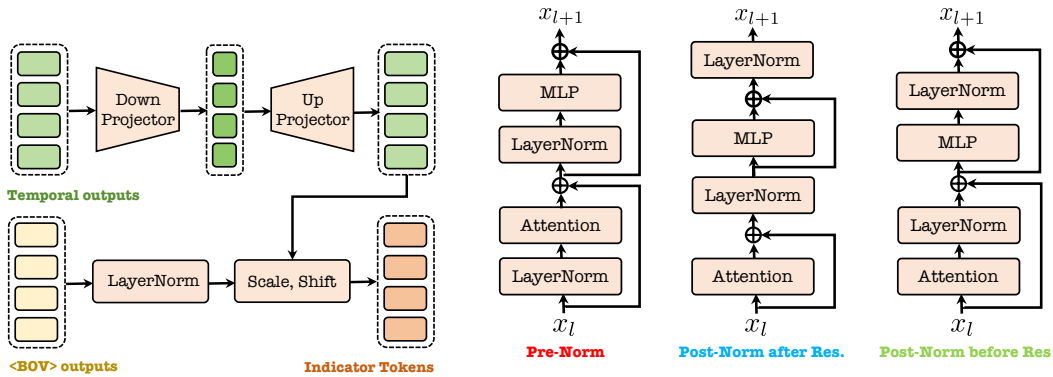 Down
Projector
Up
Projector
Temporal outputs
LayerNorm
Scale, Shift
<BOV> outputs
Indicator Tokens
x_{l+1}
MLP
LayerNorm
Attention
LayerNorm
x_l
Pre-Norm
x_{l+1}
LayerNorm
MLP
LayerNorm
Attention
x_l
Post-Norm after Res.
x_{l+1}
LayerNorm
MLP
LayerNorm
Attention
x_l
Post-Norm before Res